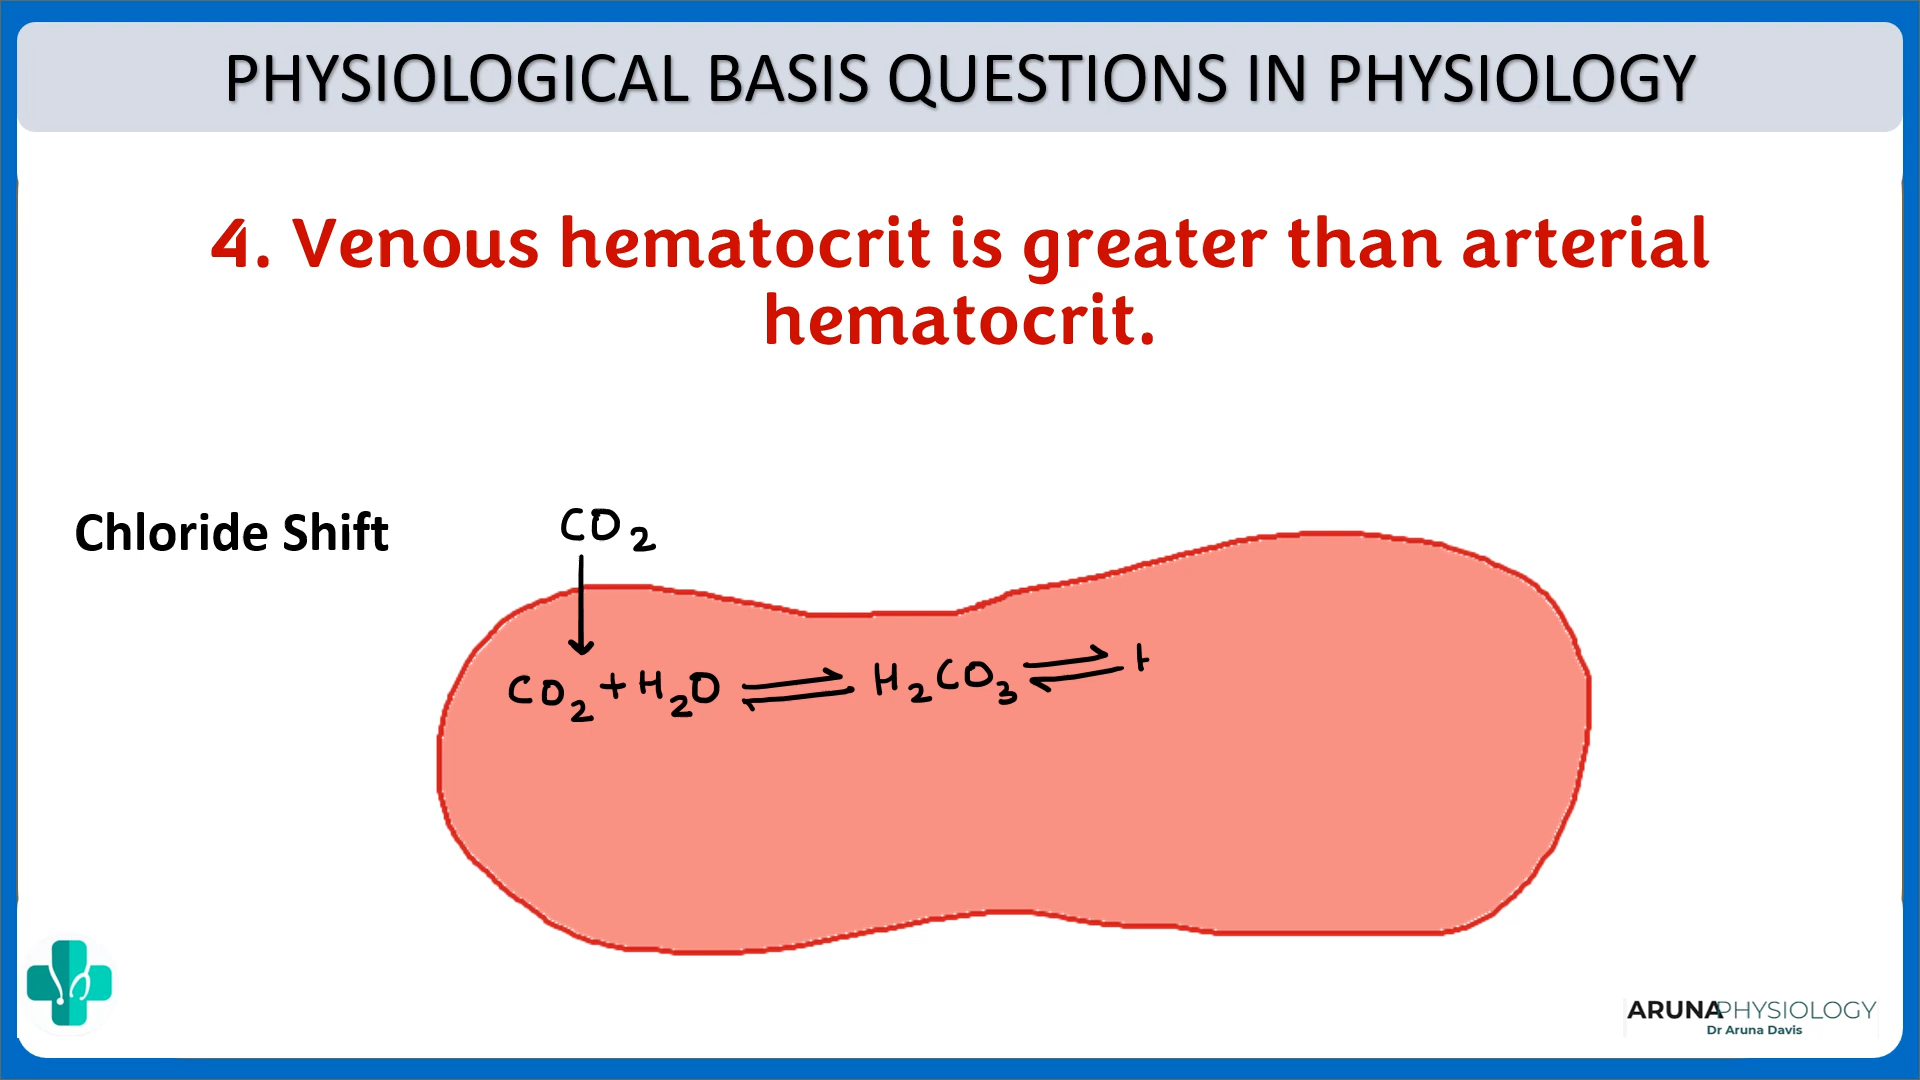 PHYSIOLOGICAL BASIS QUESTIONS IN PHYSIOLOGY
4. Venous hematocrit is greater than arterial
hematocrit.
Chloride Shift
CO₂
CO₂ + H₂O ⇌ H₂CO₃ ⇌
ARUNAPHYSIOLOGY
Dr Aruna Davis